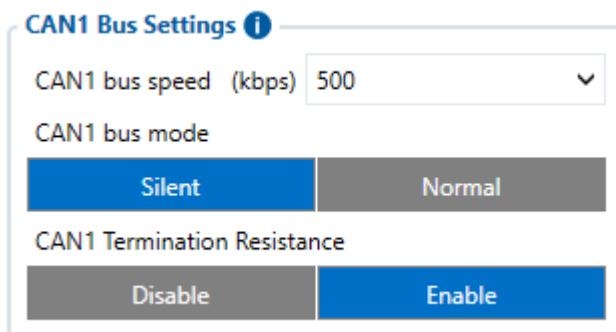 CAN1 Bus Settings i
CAN1 bus speed (kbps) 500
CAN1 bus mode
Silent Normal
CAN1 Termination Resistance
Disable Enable